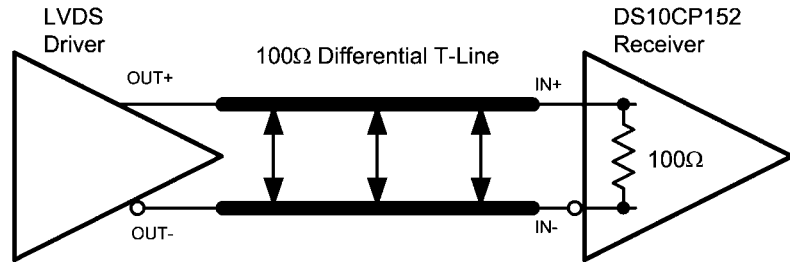 LVDS
Driver
DS10CP152
Receiver
100Ω Differential T-Line
OUT+
IN+
100Ω
OUT-
IN-